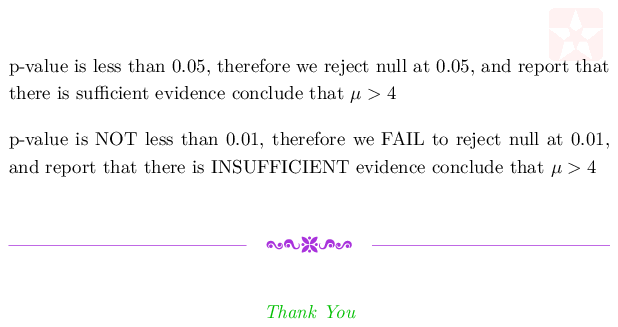 p-value is less than 0.05, therefore we reject null at 0.05, and report that
there is sufficient evidence conclude that μ > 4
p-value is NOT less than 0.01, therefore we FAIL to reject null at 0.01,
and report that there is INSUFFICIENT evidence conclude that μ > 4
Thank You